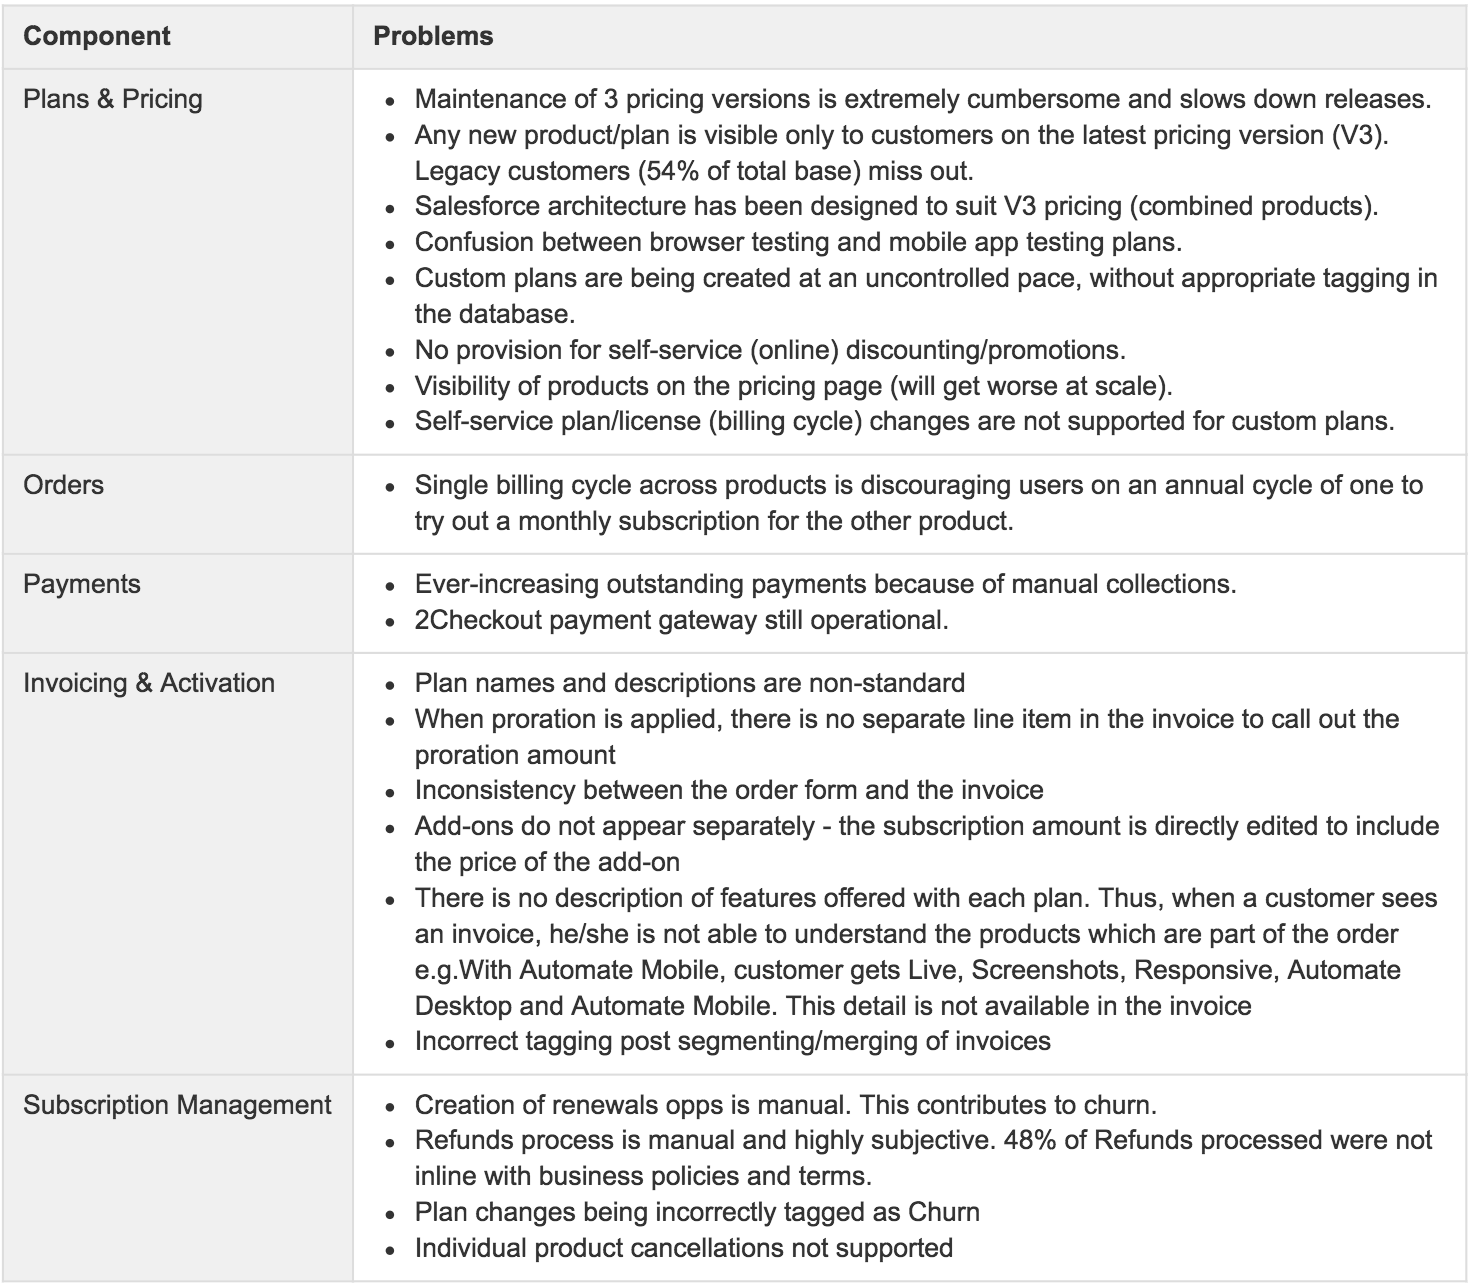 Component
Problems
Plans & Pricing
• Maintenance of 3 pricing versions is extremely cumbersome and slows down releases.
• Any new product/plan is visible only to customers on the latest pricing version (V3).
Legacy customers (54% of total base) miss out.
• Salesforce architecture has been designed to suit V3 pricing (combined products).
• Confusion between browser testing and mobile app testing plans.
• Custom plans are being created at an uncontrolled pace, without appropriate tagging in
the database.
• No provision for self-service (online) discounting/promotions.
• Visibility of products on the pricing page (will get worse at scale).
• Self-service plan/license (billing cycle) changes are not supported for custom plans.
Orders
• Single billing cycle across products is discouraging users on an annual cycle of one to
try out a monthly subscription for the other product.
Payments
• Ever-increasing outstanding payments because of manual collections.
• 2Checkout payment gateway still operational.
Invoicing & Activation
• Plan names and descriptions are non-standard
• When proration is applied, there is no separate line item in the invoice to call out the
proration amount
• Inconsistency between the order form and the invoice
• Add-ons do not appear separately - the subscription amount is directly edited to include
the price of the add-on
• There is no description of features offered with each plan. Thus, when a customer sees
an invoice, he/she is not able to understand the products which are part of the order
e.g.With Automate Mobile, customer gets Live, Screenshots, Responsive, Automate
Desktop and Automate Mobile. This detail is not available in the invoice
• Incorrect tagging post segmenting/merging of invoices
Subscription Management
• Creation of renewals opps is manual. This contributes to churn.
• Refunds process is manual and highly subjective. 48% of Refunds processed were not
inline with business policies and terms.
• Plan changes being incorrectly tagged as Churn
• Individual product cancellations not supported